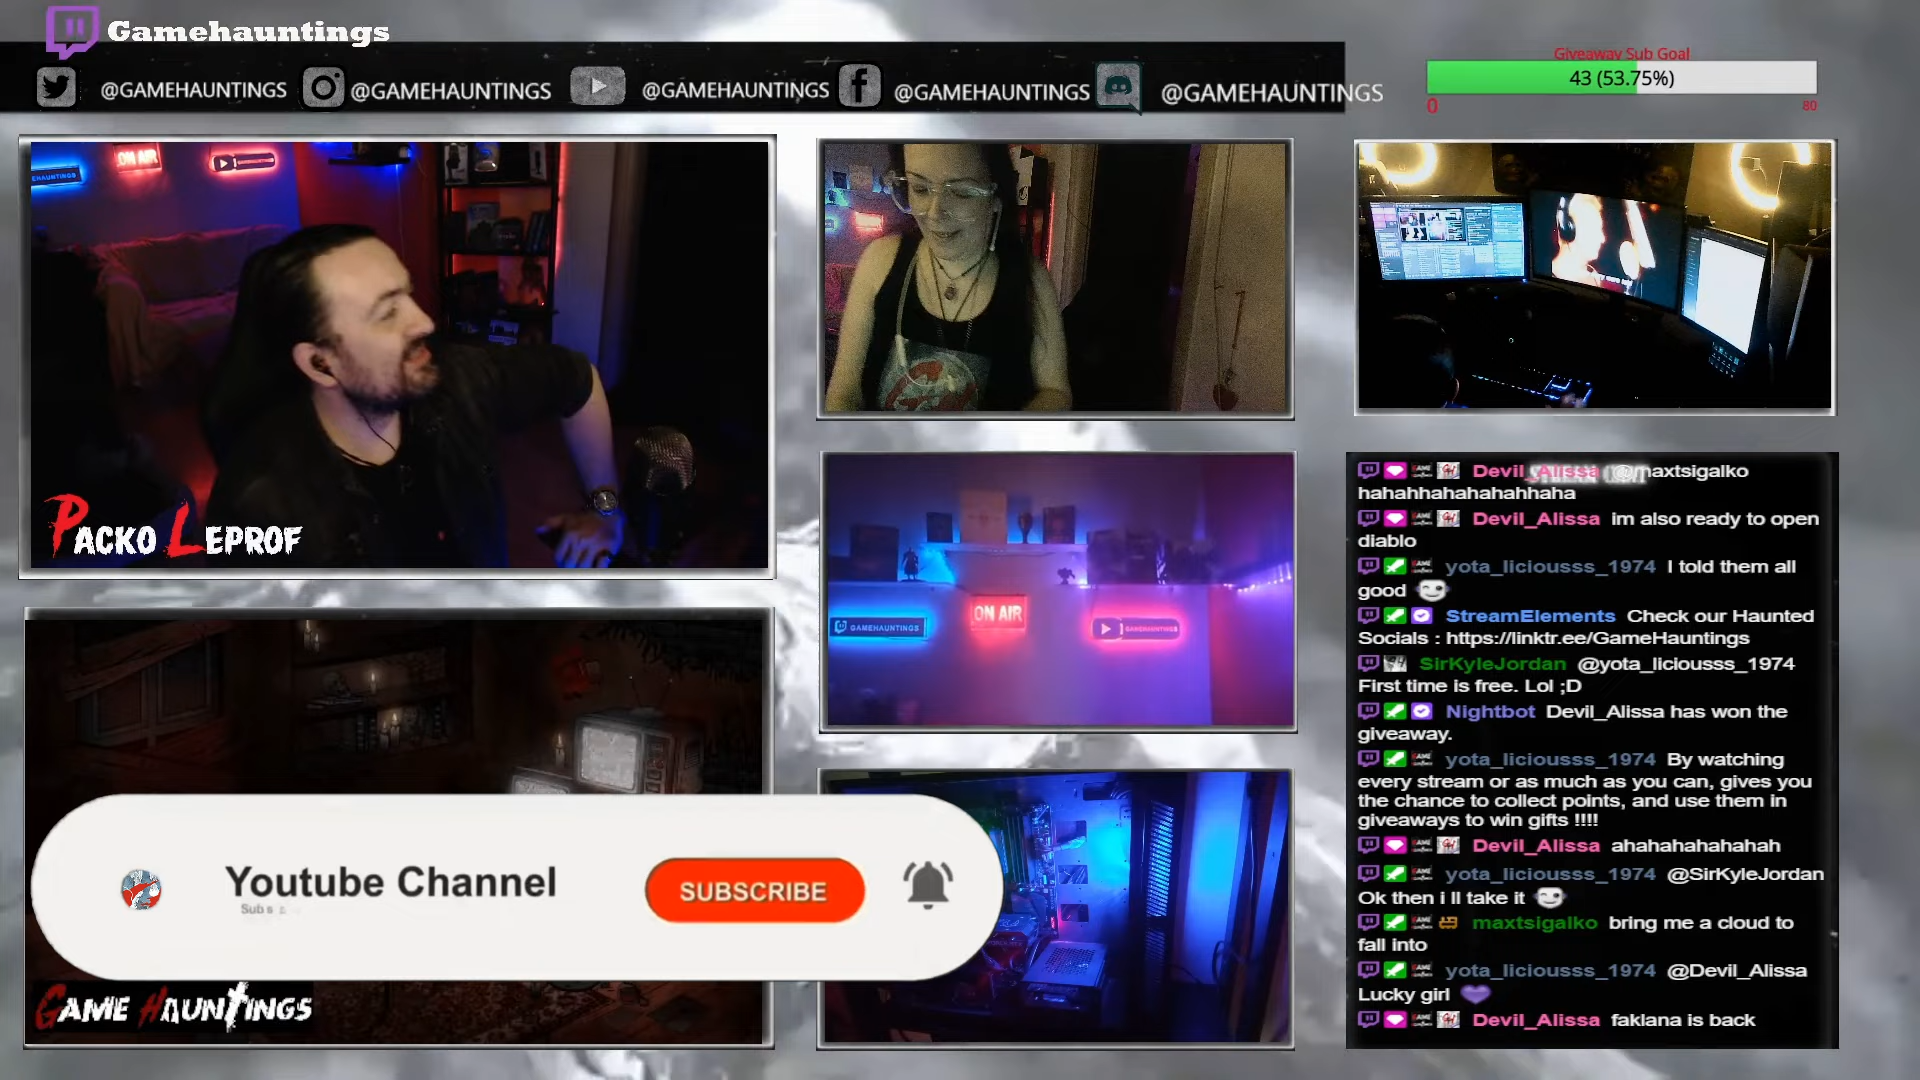 Gamehauntings
@GAMEHAUNTINGS
@GAMEHAUNTINGS
@GAMEHAUNTINGS
@GAMEHAUNTINGS
@GAMEHAUNTINGS
Giveaway Sub Goal
43 (53.75%)
0
80
ON AIR
PACKO LEPROF
GAMEHAUNTINGS
ON AIR
GAMEHAUNTINGS
Youtube Channel
SUBSCRIBE
GAME HAUNTINGS
Devil_Alissa @maxtsigalko
hahahhahahahahhaha
Devil_Alissa im also ready to open
diablo
yota_liciousss_1974 I told them all
good
StreamElements Check our Haunted
Socials : https://linktr.ee/GameHauntings
SirKyleJordan @yota_liciousss_1974
First time is free. Lol ;D
Nightbot Devil_Alissa has won the
giveaway.
yota_liciousss_1974 By watching
every stream or as much as you can, gives you
the chance to collect points, and use them in
giveaways to win gifts !!!!
Devil_Alissa ahahahahahahah
yota_liciousss_1974 @SirKyleJordan
Ok then i ll take it
maxtsigalko bring me a cloud to
fall into
yota_liciousss_1974 @Devil_Alissa
Lucky girl
Devil_Alissa faklana is back